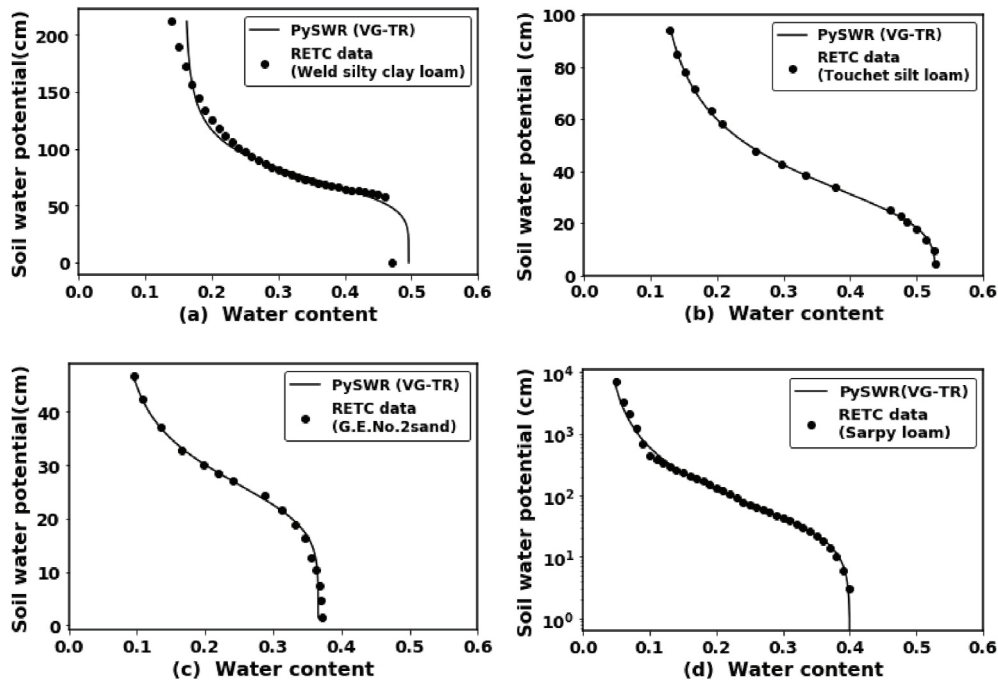 PySWR (VG-TR)
RETC data
(Weld silty clay loam)
Soil water potential(cm)
200
150
100
50
0
0.0 0.1 0.2 0.3 0.4 0.5 0.6
(a) Water content
PySWR (VG-TR)
RETC data
(Touchet silt loam)
Soil water potential (cm)
100
80
60
40
20
0
0.0 0.1 0.2 0.3 0.4 0.5 0.6
(b) Water content
PySWR (VG-TR)
RETC data
(G.E.No.2sand)
Soil water potential(cm)
40
30
20
10
0
0.0 0.1 0.2 0.3 0.4 0.5 0.6
(c) Water content
PySWR(VG-TR)
RETC data
(Sarpy loam)
Soil water potential (cm)
10⁴
10³
10²
10¹
10⁰
0.0 0.1 0.2 0.3 0.4 0.5 0.6
(d) Water content